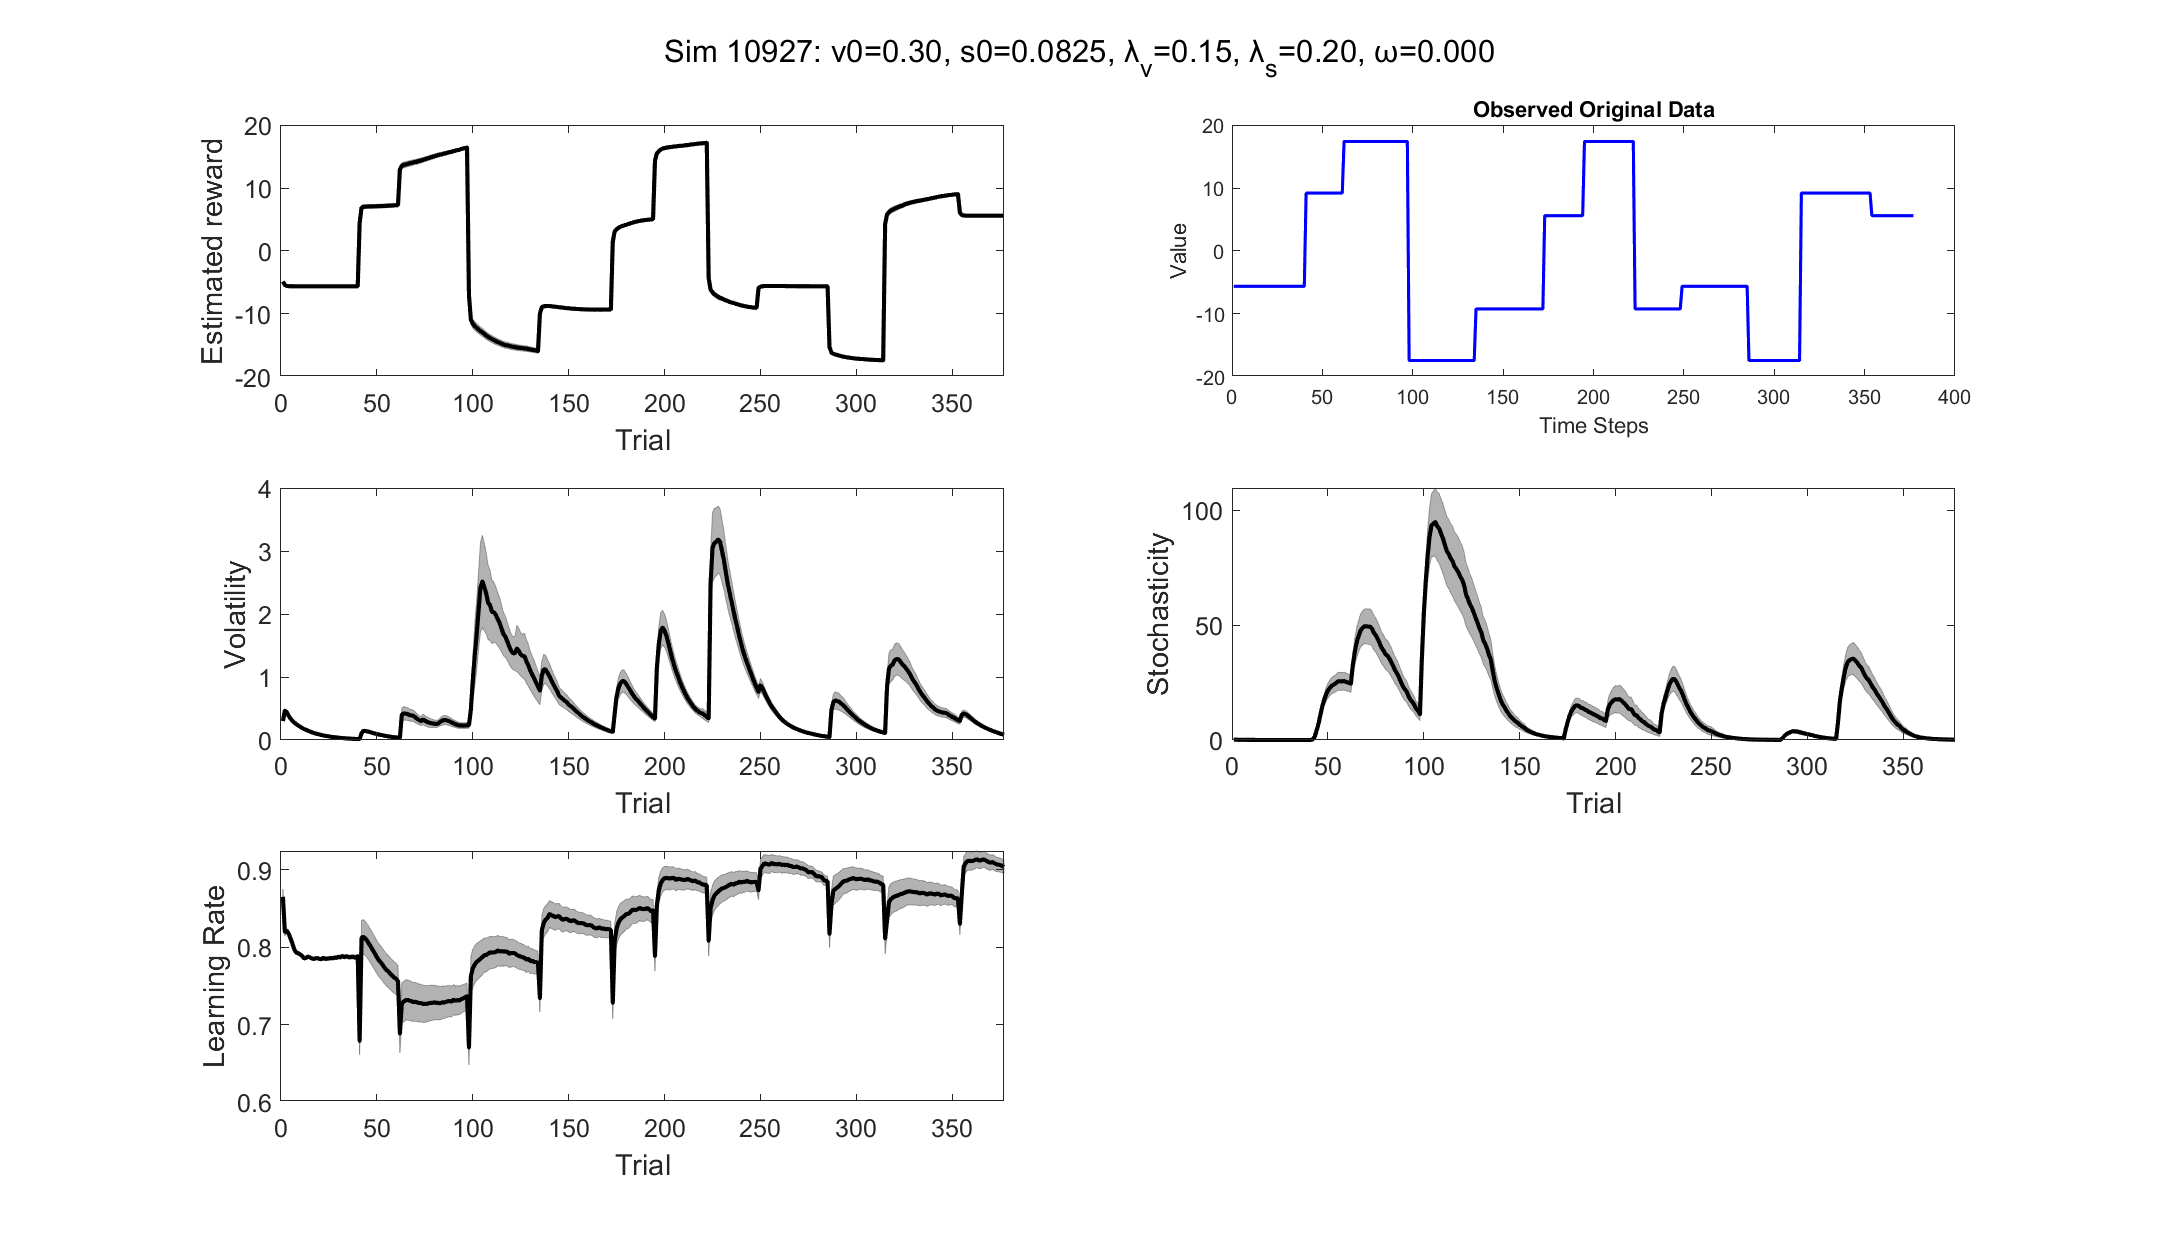 Sim 10927: v0=0.30, s0=0.0825, λ_v=0.15, λ_s=0.20, ω=0.000
Estimated reward
20
10
0
-10
-20
0 50 100 150 200 250 300 350
Trial
Observed Original Data
Value
20
10
0
-10
-20
0 50 100 150 200 250 300 350 400
Time Steps
Volatility
4
3
2
1
0
0 50 100 150 200 250 300 350
Trial
Stochasticity
100
50
0
0 50 100 150 200 250 300 350
Trial
Learning Rate
0.9
0.8
0.7
0.6
0 50 100 150 200 250 300 350
Trial